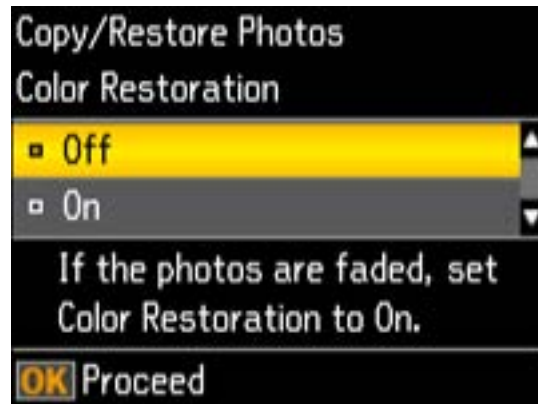 Copy/Restore Photos
Color Restoration
Off
On
If the photos are faded, set
Color Restoration to On.
OK Proceed